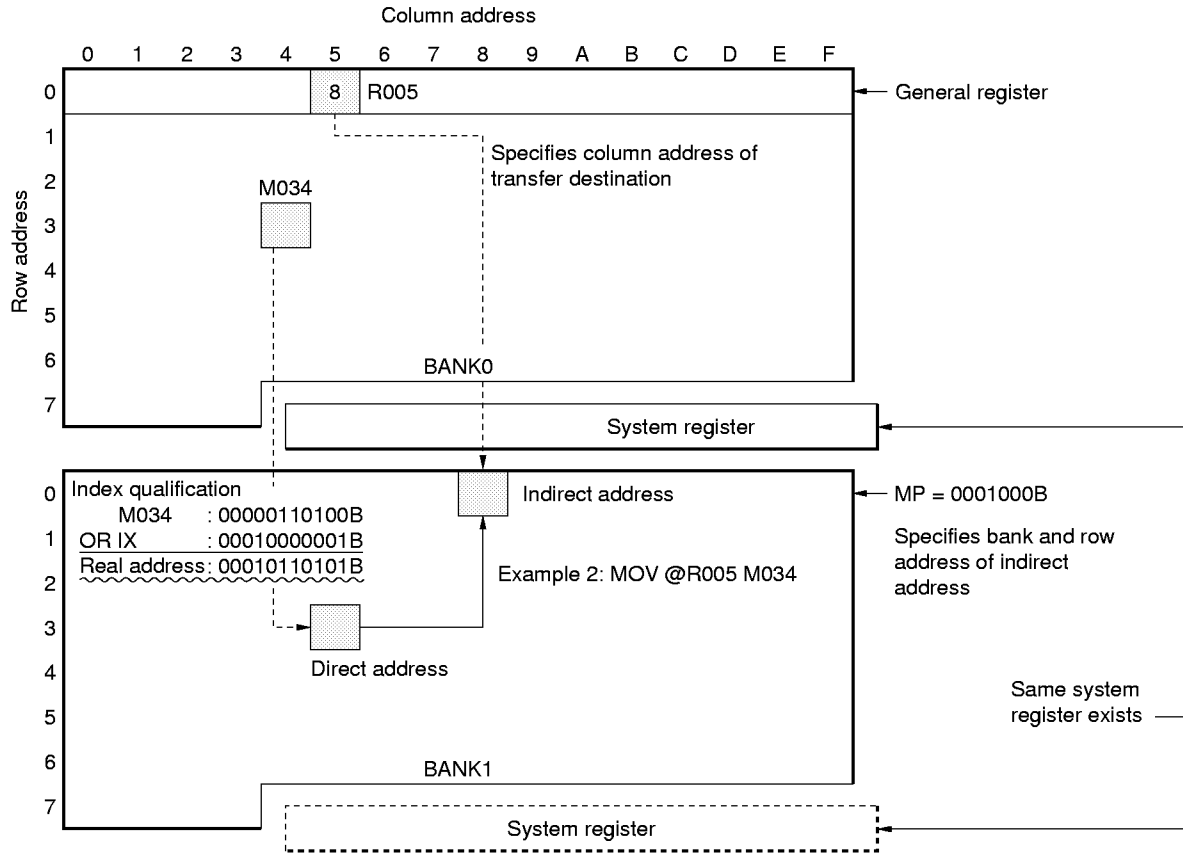 Column address
0 1 2 3 4 5 6 7 8 9 A B C D E F
Row address
0 8 R005 General register
1
Specifies column address of
transfer destination
2
M034
3
4
5
6
BANK0
7
System register
0
Index qualification
M034 : 00000110100B
OR IX : 00010000001B
Real address: 00010110101B
Indirect address
MP = 0001000B
Specifies bank and row
address of indirect
address
1
Example 2: MOV @R005 M034
2
3
Direct address
4
Same system
register exists
5
6
BANK1
7
System register